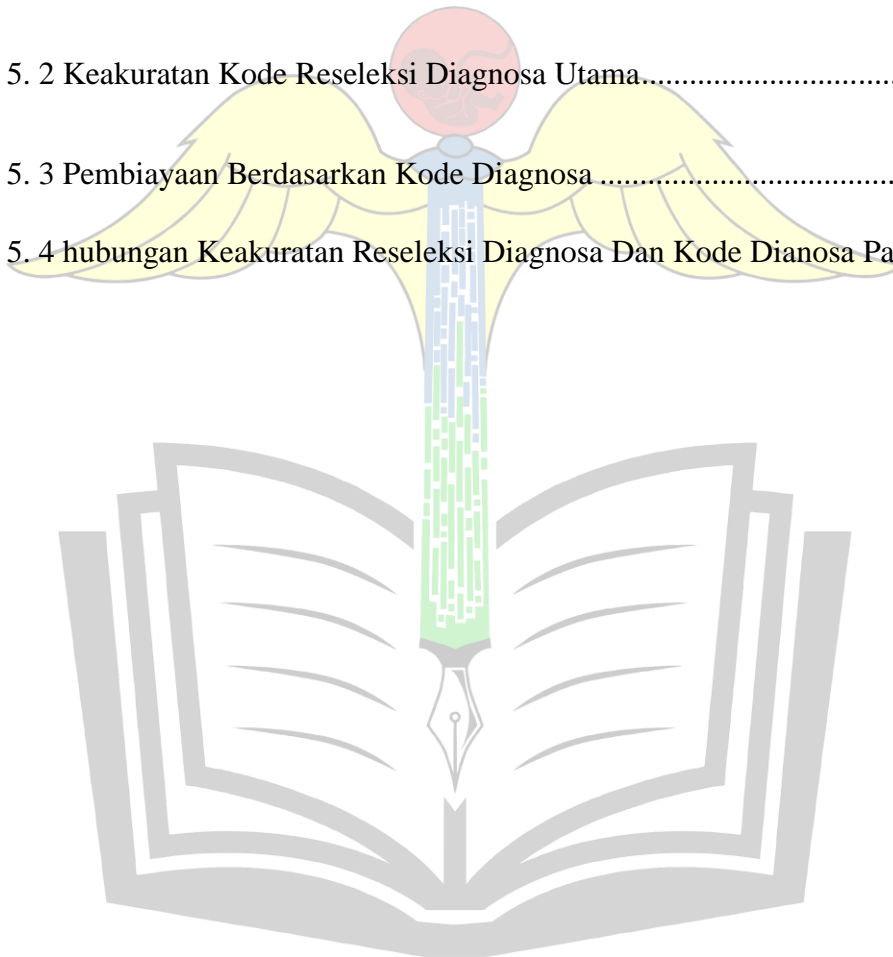 5. 2 Keakuratan Kode Reseleksi Diagnosa Utama..................................
5. 3 Pembiayaan Berdasarkan Kode Diagnosa .......................................
5. 4 hubungan Keakuratan Reseleksi Diagnosa Dan Kode Dianosa